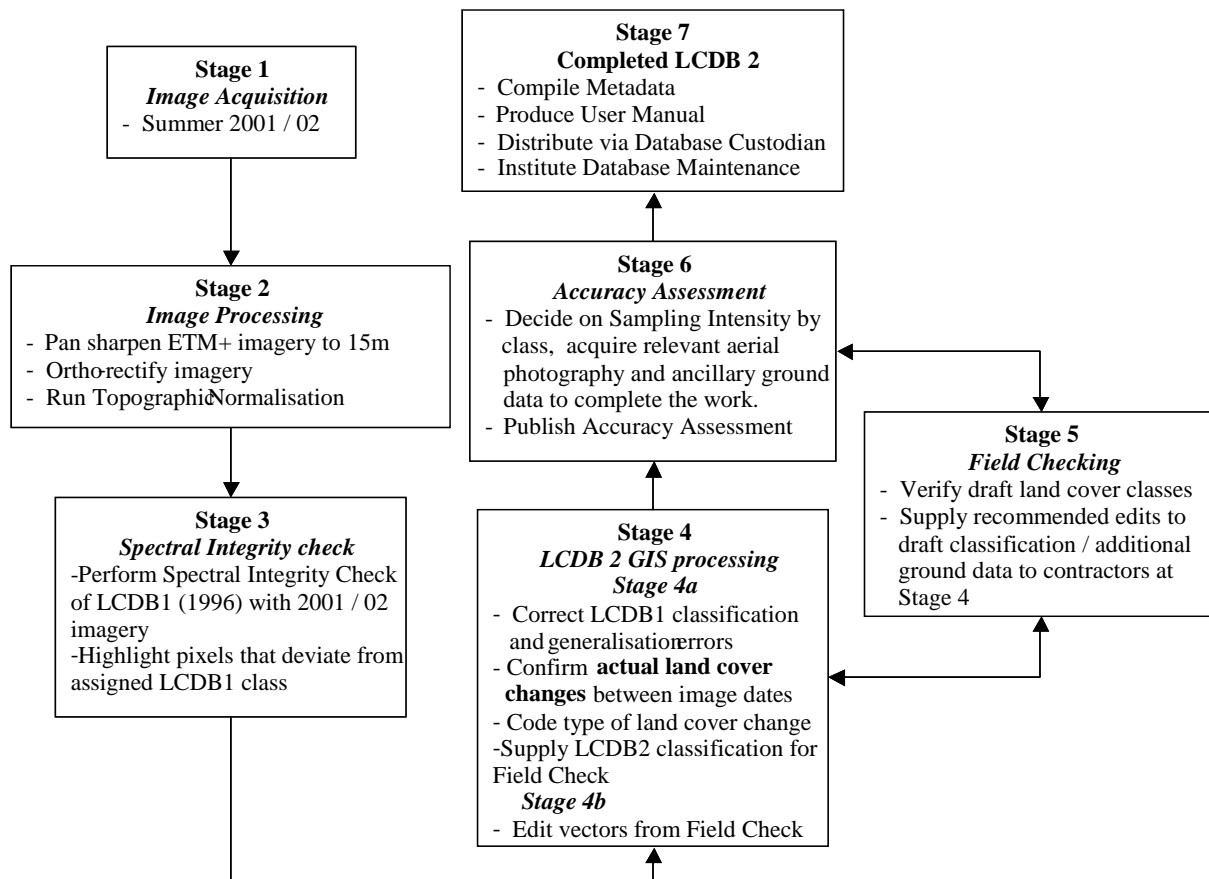 Stage 1
Image Acquisition
- Summer 2001 / 02
Stage 2
Image Processing
- Pan sharpen ETM+ imagery to 15m
- Ortho-rectify imagery
- Run Topographic Normalisation
Stage 3
Spectral Integrity check
-Perform Spectral Integrity Check
of LCDB1 (1996) with 2001 / 02
imagery
-Highlight pixels that deviate from
assigned LCDB1 class
Stage 4
LCDB 2 GIS processing
Stage 4a
- Correct LCDB1 classification
and generalisation errors
- Confirm actual land cover
changes between image dates
- Code type of land cover change
-Supply LCDB2 classification for
Field Check
Stage 4b
- Edit vectors from Field Check
Stage 5
Field Checking
- Verify draft land cover classes
- Supply recommended edits to
draft classification / additional
ground data to contractors at
Stage 4
Stage 6
Accuracy Assessment
- Decide on Sampling Intensity by
class, acquire relevant aerial
photography and ancillary ground
data to complete the work.
- Publish Accuracy Assessment
Stage 7
Completed LCDB 2
- Compile Metadata
- Produce User Manual
- Distribute via Database Custodian
- Institute Database Maintenance